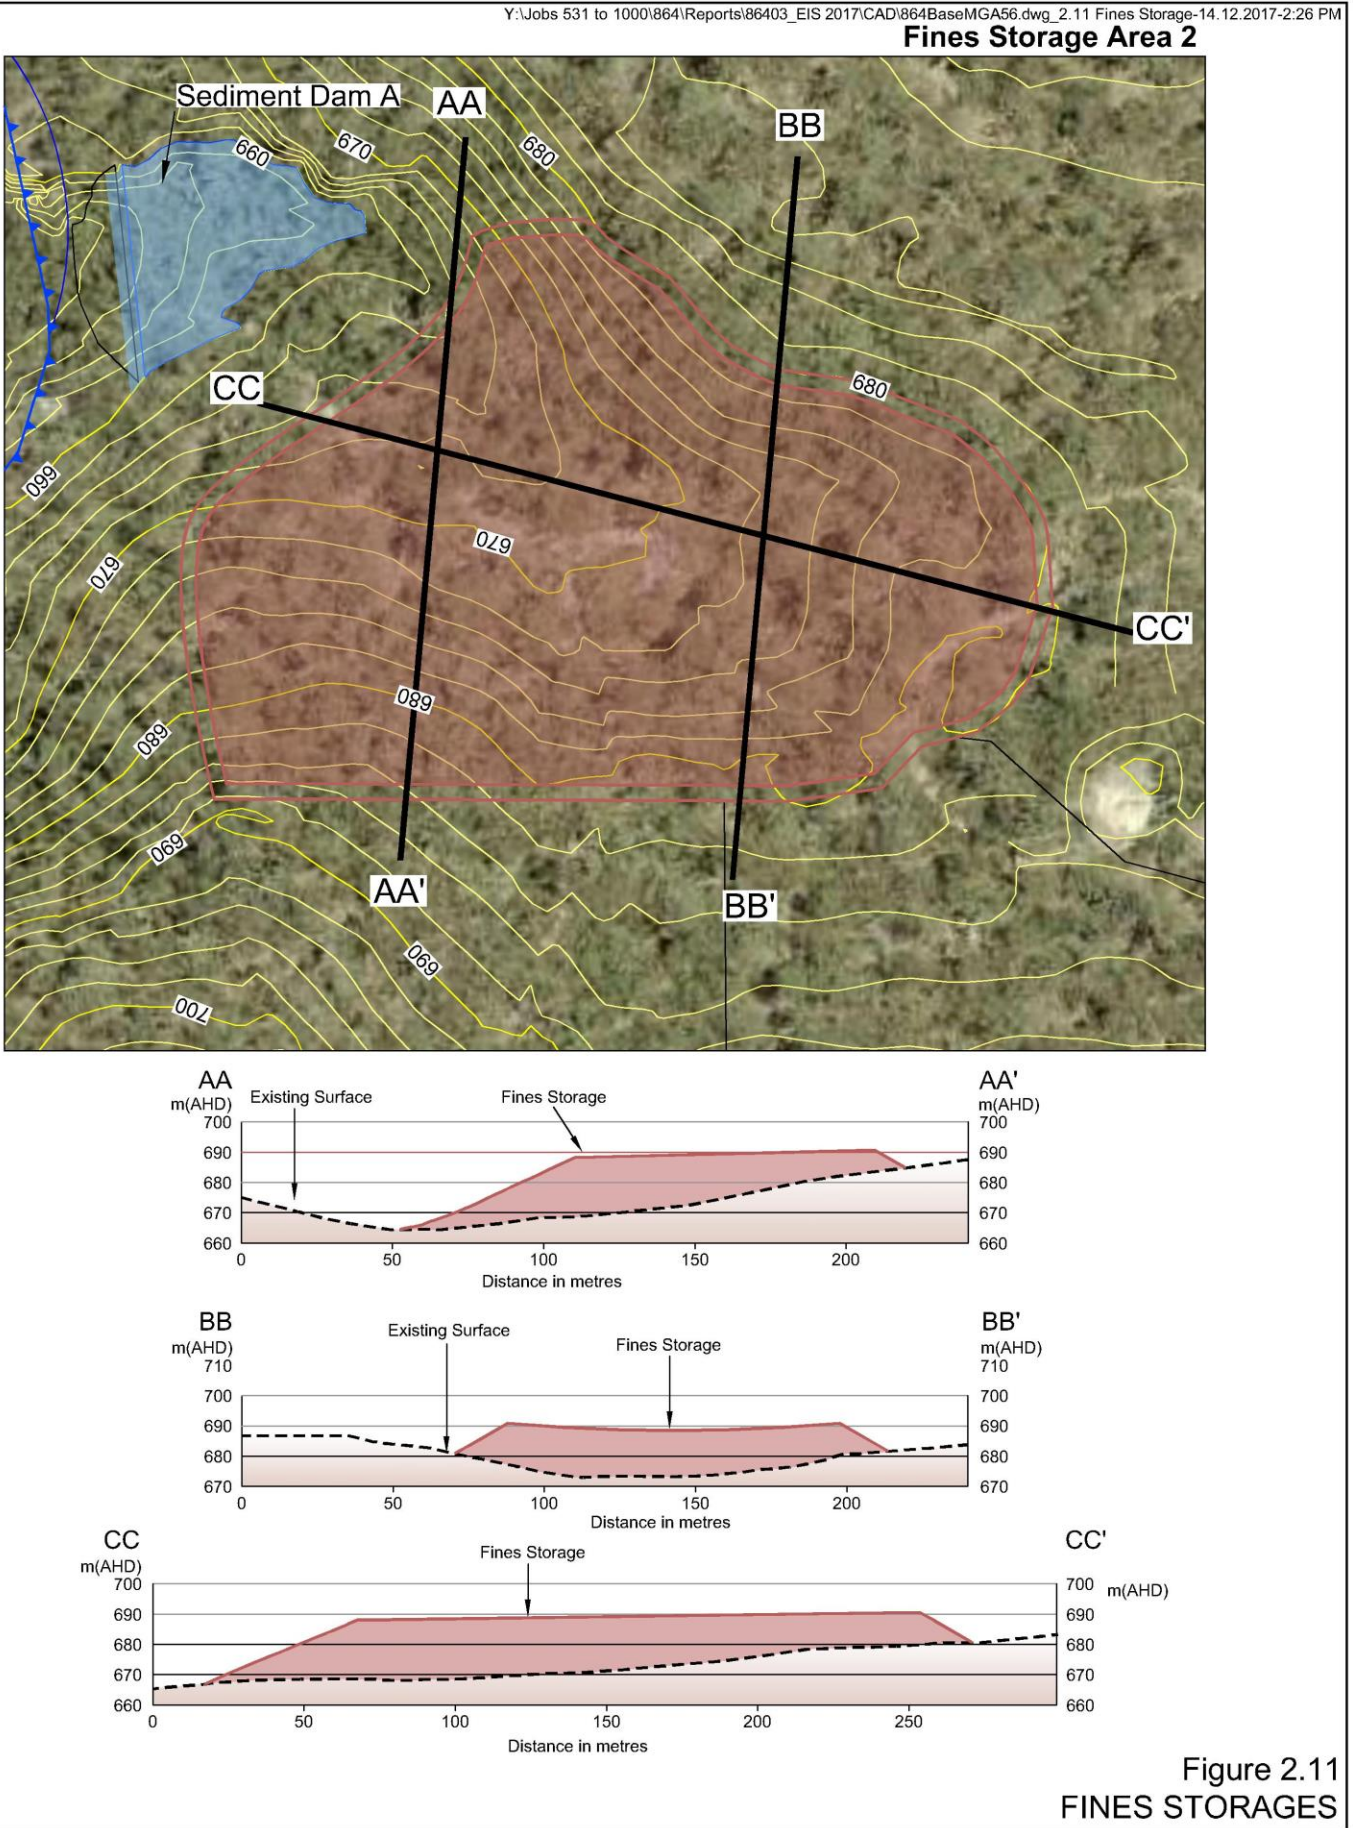 Y:\Jobs 531 to 1000\864\Reports\86403_EIS 2017\CAD\864BaseMGA56.dwg_2.11 Fines Storage-14.12.2017-2:26 PM
Fines Storage Area 2
Sediment Dam A
AA
BB
660
670
680
CC
680
660
670
670
CC'
680
680
690
AA'
BB'
690
700
AA
AA'
m(AHD)
Existing Surface
Fines Storage
m(AHD)
700
700
690
690
680
680
670
670
660
660
0
50
100
150
200
Distance in metres
BB
BB'
m(AHD)
Existing Surface
Fines Storage
m(AHD)
710
710
700
700
690
690
680
680
670
670
0
50
100
150
200
Distance in metres
CC
CC'
m(AHD)
Fines Storage
700
700
m(AHD)
690
690
680
680
670
670
660
660
0
50
100
150
200
250
Distance in metres
Figure 2.11
FINES STORAGES